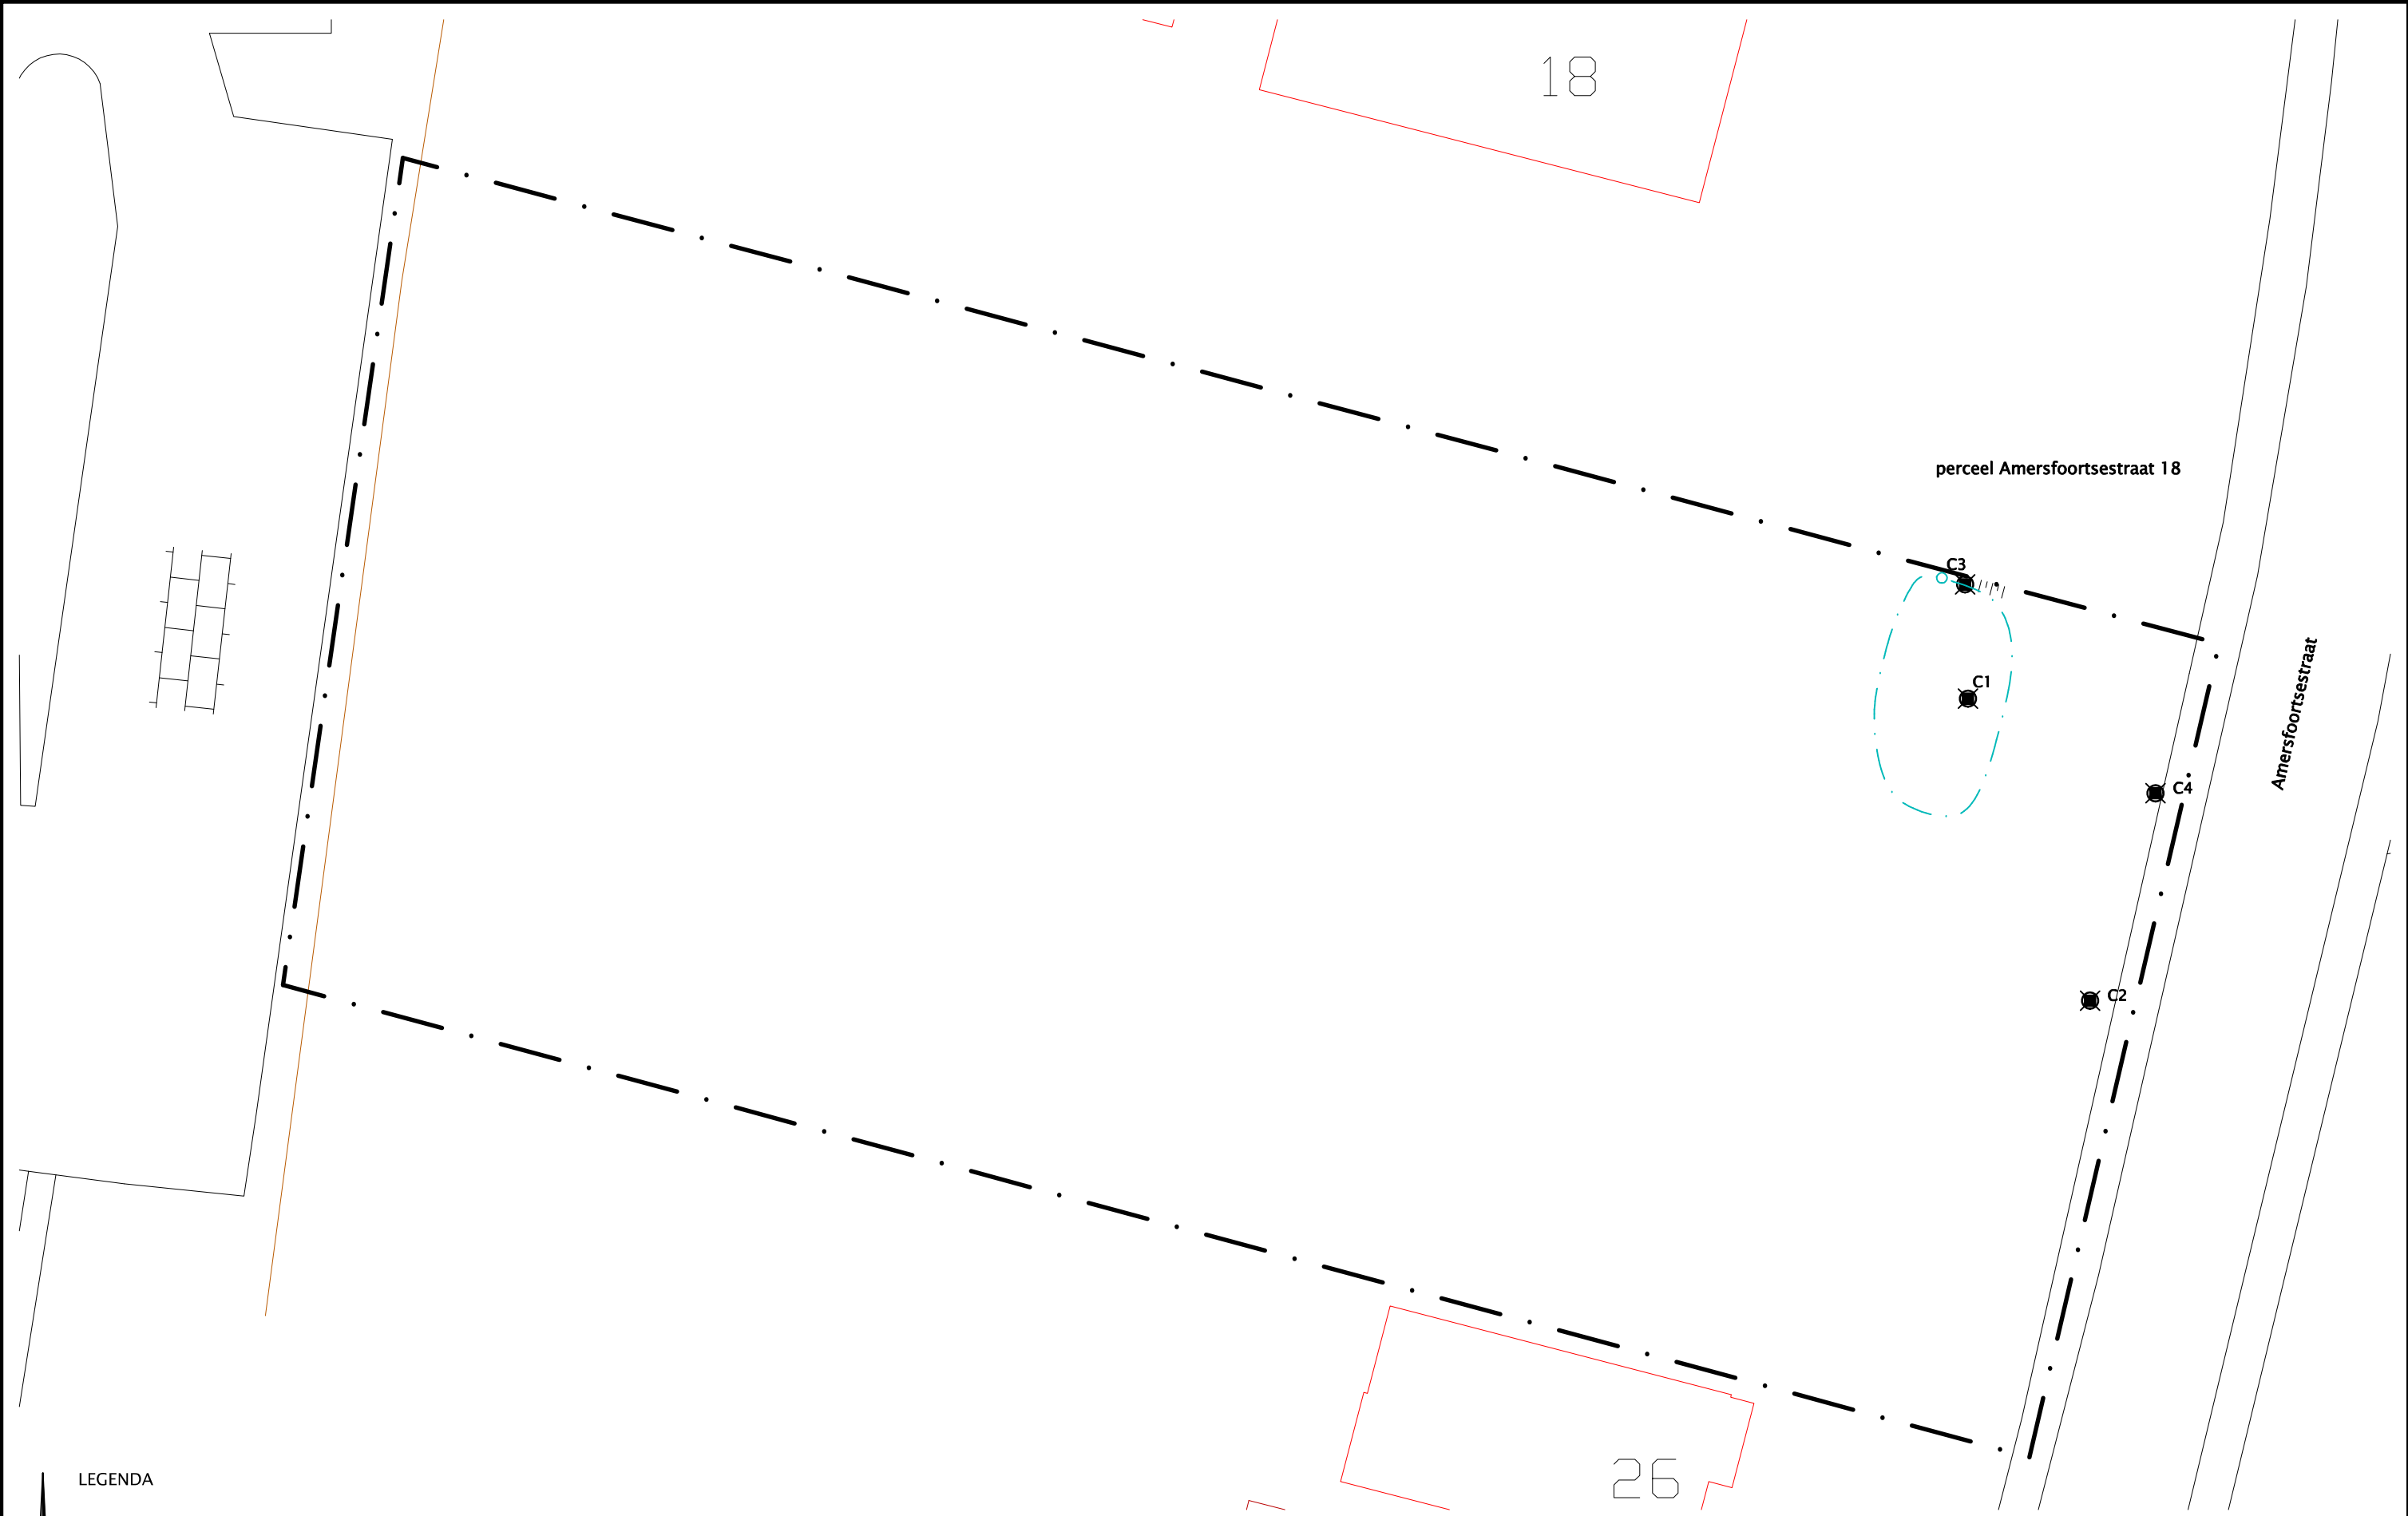 18
perceel Amersfoortsestraat 18
C3
C1
Amersfoortsestraat
C4
C2
26
LEGENDA